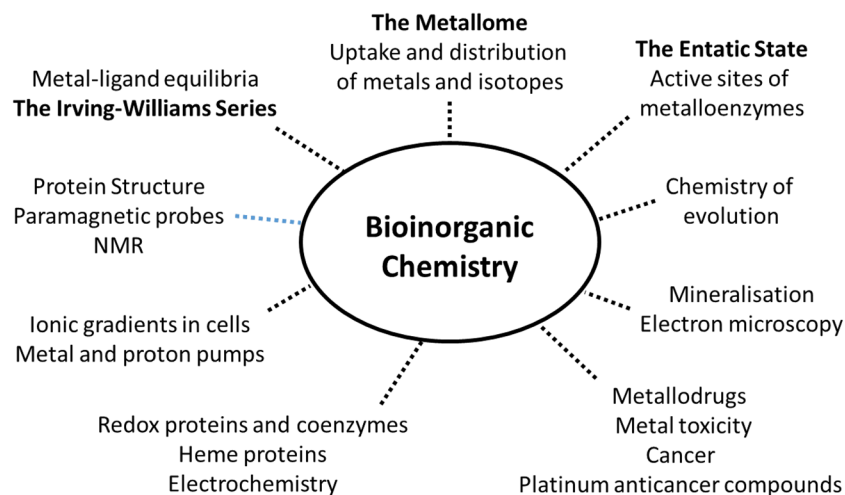 The Metallome
Uptake and distribution
of metals and isotopes
The Entatic State
Active sites of
metalloenzymes
Metal-ligand equilibria
The Irving-Williams Series
Protein Structure
Paramagnetic probes
NMR
Bioinorganic
Chemistry
Chemistry of
evolution
Mineralisation
Electron microscopy
Ionic gradients in cells
Metal and proton pumps
Redox proteins and coenzymes
Heme proteins
Electrochemistry
Metallodrugs
Metal toxicity
Cancer
Platinum anticancer compounds